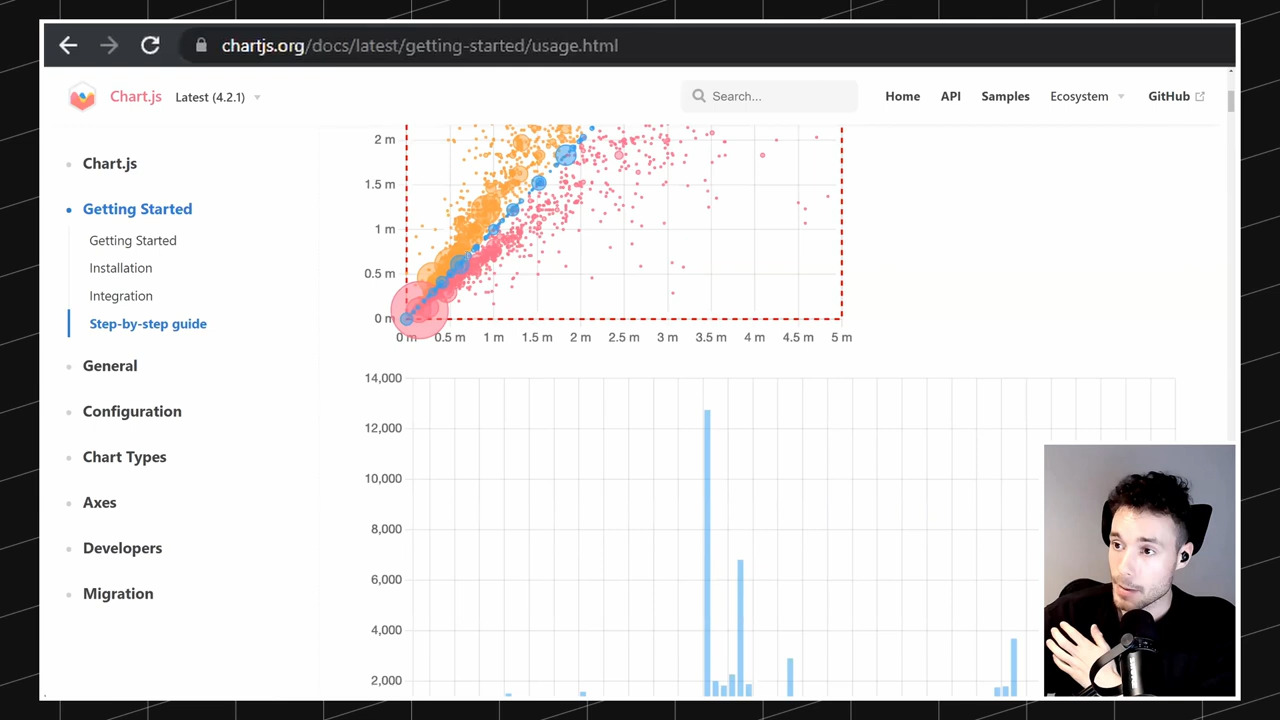 chartjs.org/docs/latest/getting-started/usage.html
Chart.js Latest (4.2.1) Search... Home API Samples Ecosystem GitHub
Chart.js
Getting Started
Getting Started
Installation
Integration
Step-by-step guide
General
Configuration
Chart Types
Axes
Developers
Migration
2 m
1.5 m
1 m
0.5 m
0 m
0 m 0.5 m 1 m 1.5 m 2 m 2.5 m 3 m 3.5 m 4 m 4.5 m 5 m
14,000
12,000
10,000
8,000
6,000
4,000
2,000